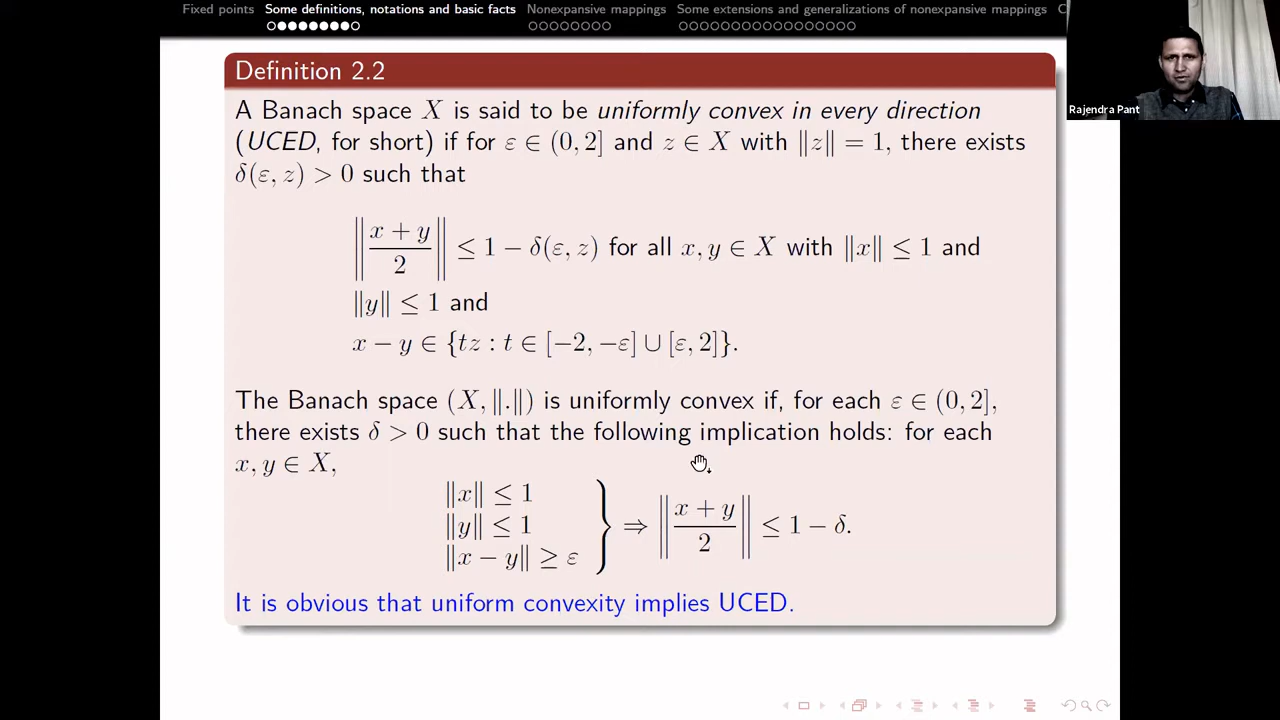 Fixed points Some definitions, notations and basic facts Nonexpansive mappings Some extensions and generalizations of nonexpansive mappings
Rajendra Pant
Definition 2.2
A Banach space X is said to be uniformly convex in every direction
(UCED, for short) if for ε ∈ (0, 2] and z ∈ X with ‖z‖ = 1, there exists
δ(ε, z) > 0 such that
‖(x + y)/2‖ ≤ 1 − δ(ε, z) for all x, y ∈ X with ‖x‖ ≤ 1 and
‖y‖ ≤ 1 and
x − y ∈ {tz : t ∈ [−2, −ε] ∪ [ε, 2]}.
The Banach space (X, ‖.‖) is uniformly convex if, for each ε ∈ (0, 2],
there exists δ > 0 such that the following implication holds: for each
x, y ∈ X,
‖x‖ ≤ 1
‖y‖ ≤ 1
‖x − y‖ ≥ ε
} ⇒ ‖(x + y)/2‖ ≤ 1 − δ.
It is obvious that uniform convexity implies UCED.